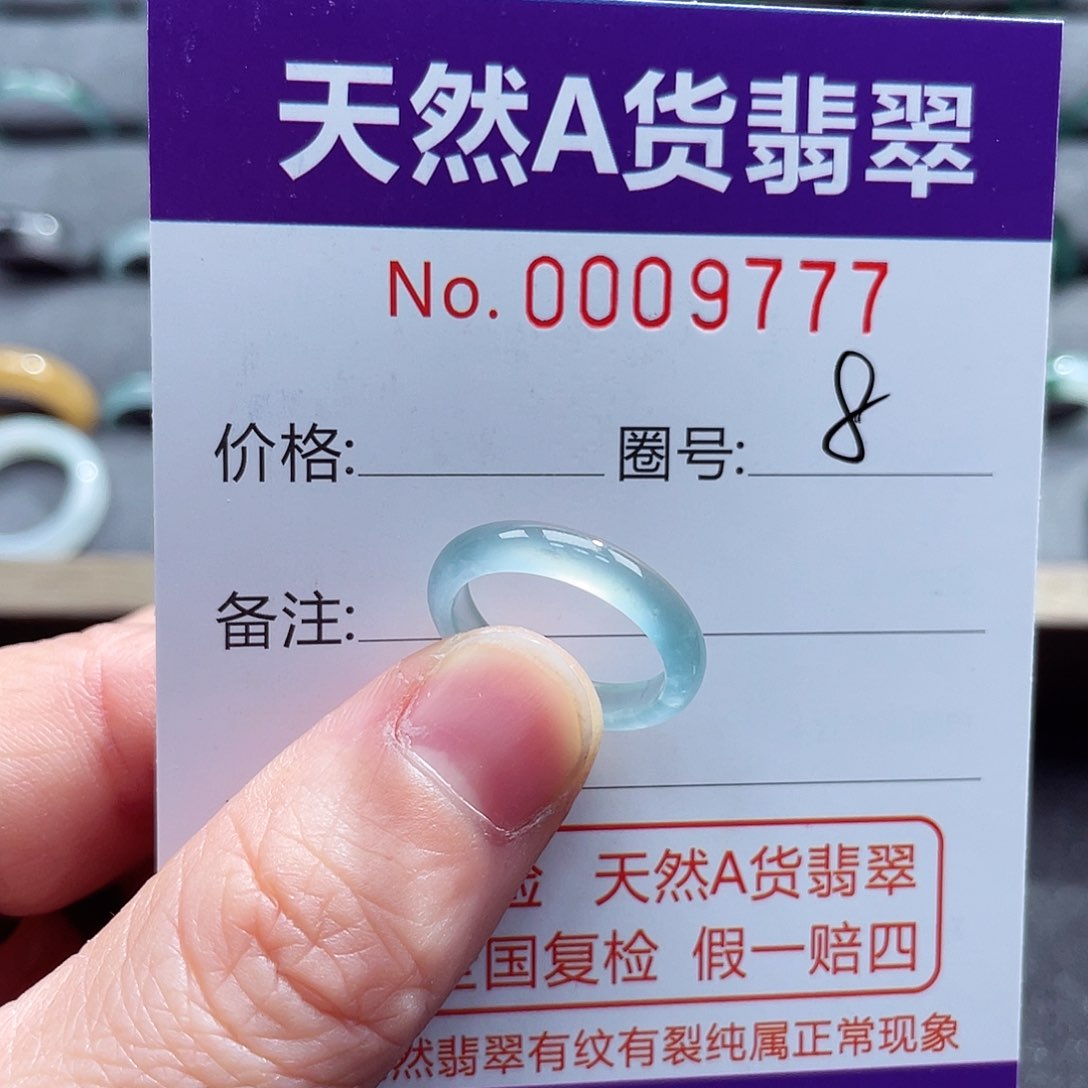 天然A货翡翠
No. 0009777
价格: 圈号: 8
备注:
检 天然A货翡翠
国复检 假一赔四
然翡翠有纹有裂纯属正常现象